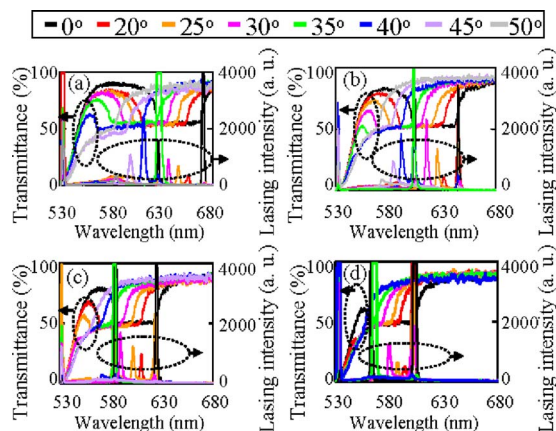 0° 20° 25° 30° 35° 40° 45° 50°
100 (a) 4000 100 (b) 4000
Transmittance (%) 50 2000 Lasing intensity (a. u.) Transmittance (%) 50 2000 Lasing intensity (a. u.)
0 0 0 0
530 580 630 680 530 580 630 680
Wavelength (nm) Wavelength (nm)
100 (c) 4000 100 (d) 4000
Transmittance (%) 50 2000 Lasing intensity (a. u.) Transmittance (%) 50 2000 Lasing intensity (a. u.)
0 0 0 0
530 580 630 680 530 580 630 680
Wavelength (nm) Wavelength (nm)